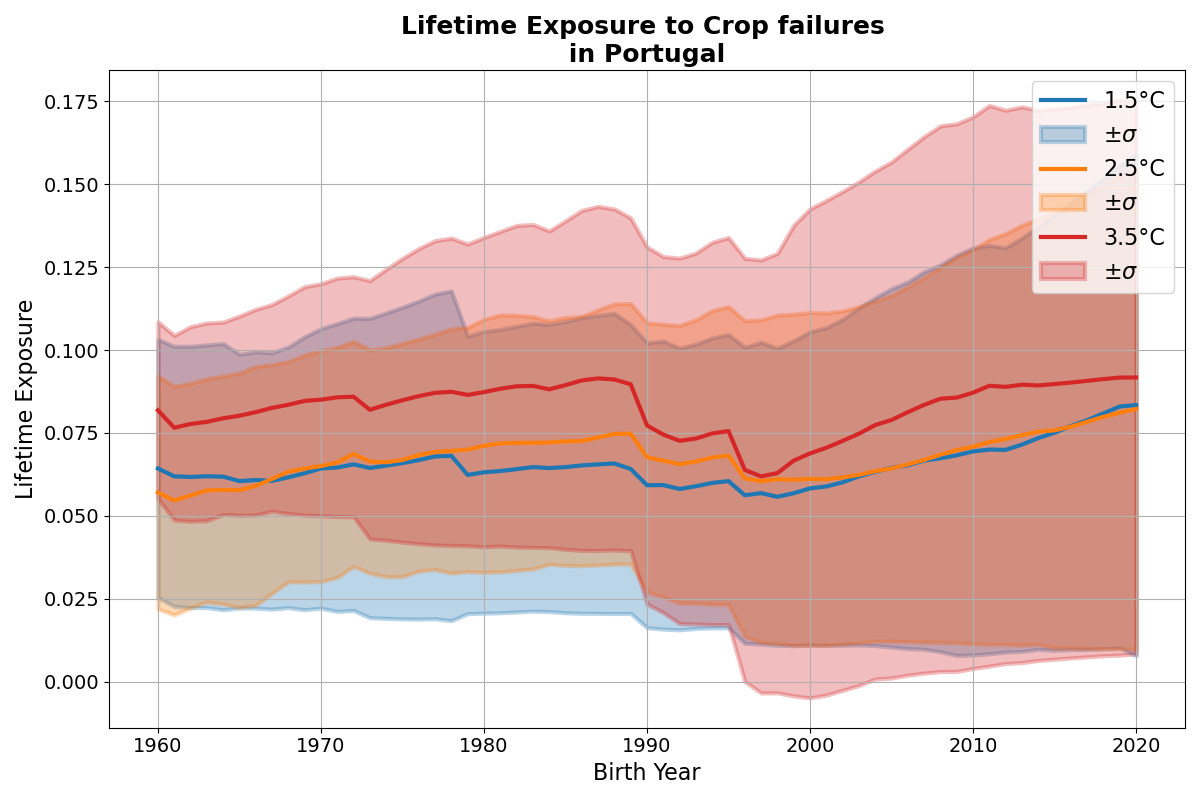 Lifetime Exposure to Crop failures
in Portugal
Lifetime Exposure
0.175
0.150
0.125
0.100
0.075
0.050
0.025
0.000
1.5°C
±σ
2.5°C
±σ
3.5°C
±σ
1960 1970 1980 1990 2000 2010 2020
Birth Year